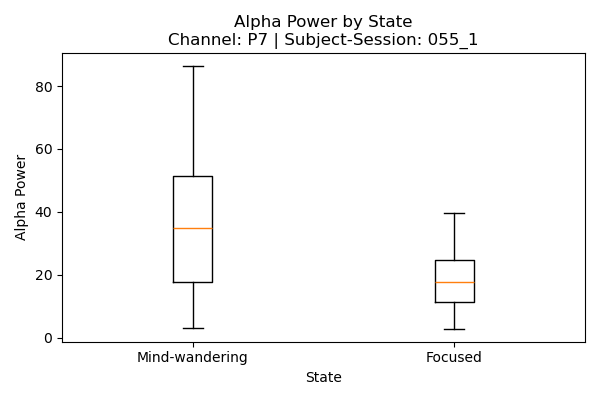 Alpha Power by State
Channel: P7 | Subject-Session: 055_1
Alpha Power
80
60
40
20
0
Mind-wandering
Focused
State